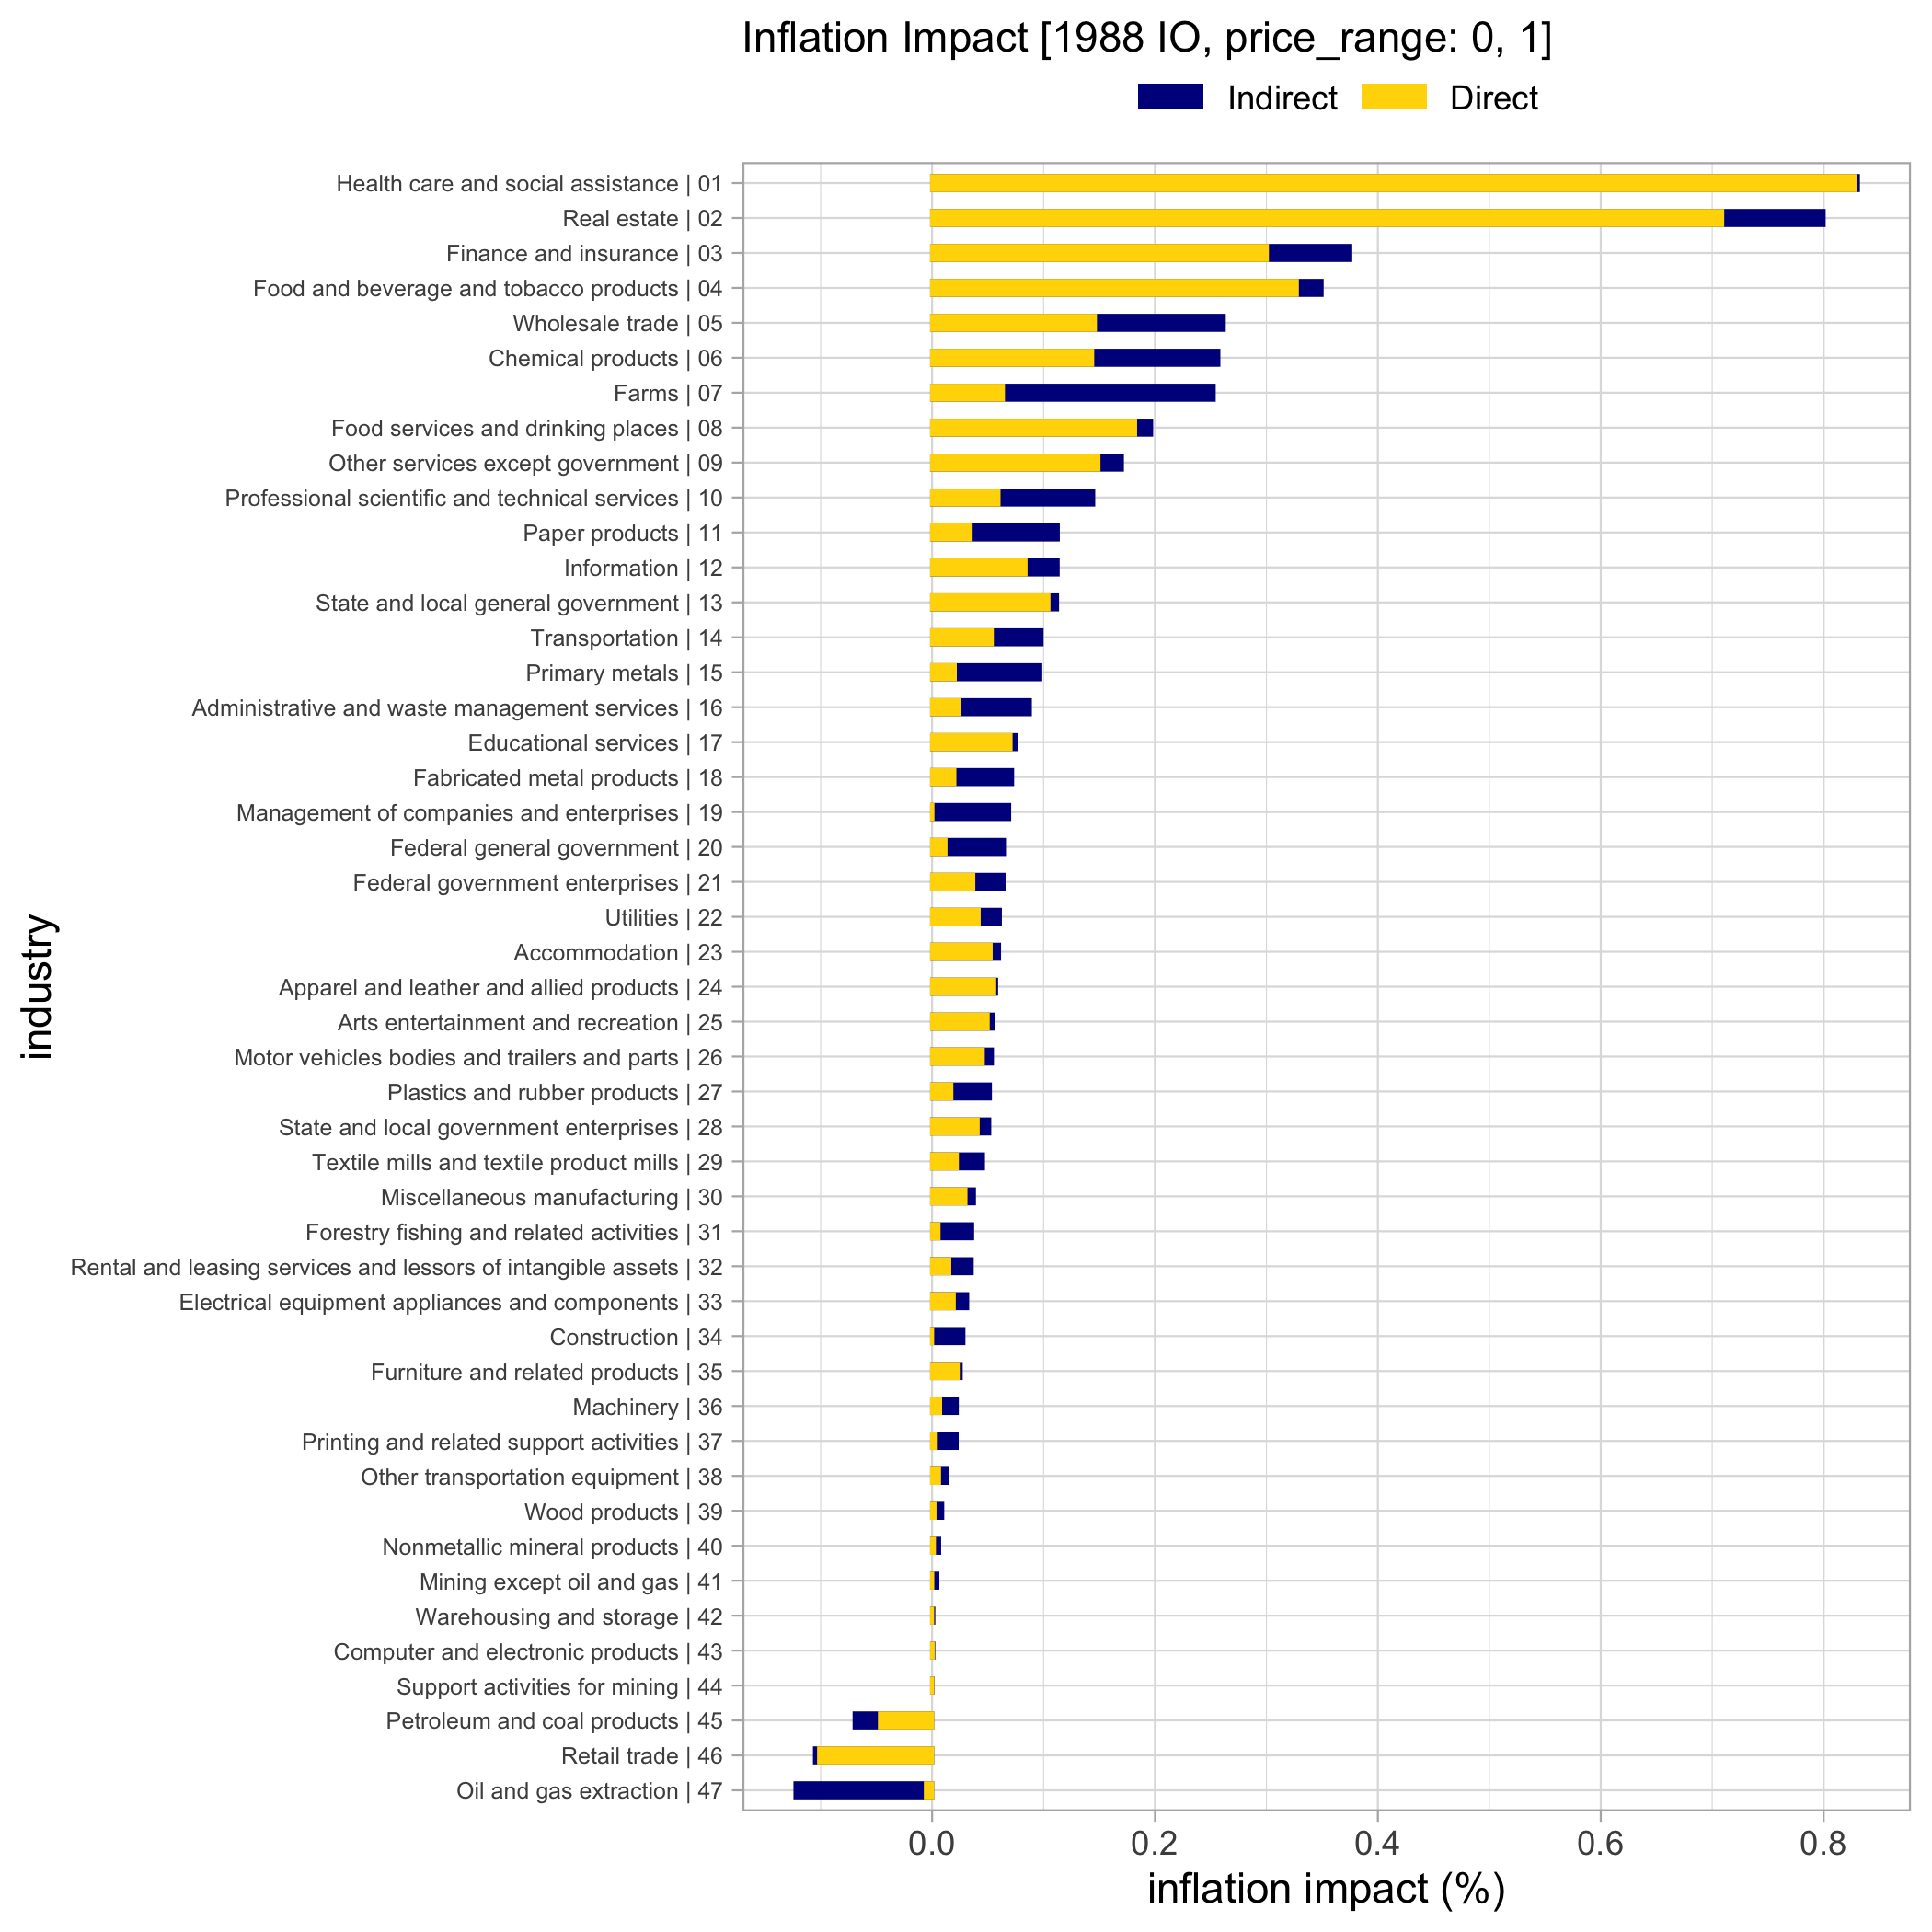 Inflation Impact [1988 IO, price_range: 0, 1]
Indirect Direct
Health care and social assistance | 01
Real estate | 02
Finance and insurance | 03
Food and beverage and tobacco products | 04
Wholesale trade | 05
Chemical products | 06
Farms | 07
Food services and drinking places | 08
Other services except government | 09
Professional scientific and technical services | 10
Paper products | 11
Information | 12
State and local general government | 13
Transportation | 14
Primary metals | 15
Administrative and waste management services | 16
Educational services | 17
Fabricated metal products | 18
Management of companies and enterprises | 19
Federal general government | 20
Federal government enterprises | 21
Utilities | 22
Accommodation | 23
Apparel and leather and allied products | 24
Arts entertainment and recreation | 25
Motor vehicles bodies and trailers and parts | 26
Plastics and rubber products | 27
State and local government enterprises | 28
Textile mills and textile product mills | 29
Miscellaneous manufacturing | 30
Forestry fishing and related activities | 31
Rental and leasing services and lessors of intangible assets | 32
Electrical equipment appliances and components | 33
Construction | 34
Furniture and related products | 35
Machinery | 36
Printing and related support activities | 37
Other transportation equipment | 38
Wood products | 39
Nonmetallic mineral products | 40
Mining except oil and gas | 41
Warehousing and storage | 42
Computer and electronic products | 43
Support activities for mining | 44
Petroleum and coal products | 45
Retail trade | 46
Oil and gas extraction | 47
industry
0.0 0.2 0.4 0.6 0.8
inflation impact (%)